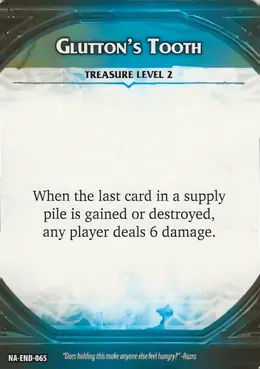 GLUTTON'S TOOTH
TREASURE LEVEL 2
When the last card in a supply
pile is gained or destroyed,
any player deals 6 damage.
NA-END-065
"Does holding this make anyone else feel hungry?" -Razra